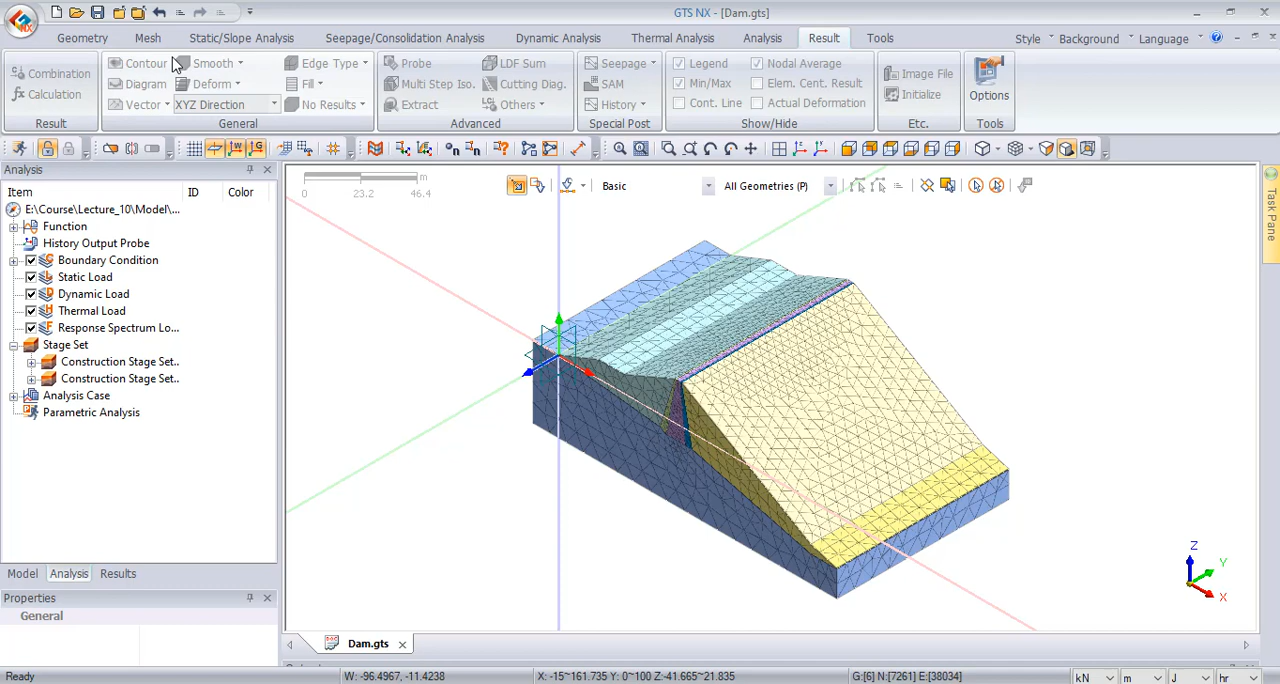 GTS NX - [Dam.gts]
Geometry Mesh Static/Slope Analysis Seepage/Consolidation Analysis Dynamic Analysis Thermal Analysis Analysis Result Tools Style Background Language
Combination
Calculation
Result
Contour Smooth Edge Type
Diagram Deform Fill
Vector XYZ Direction No Results
General
Probe LDF Sum
Multi Step Iso. Cutting Diag.
Extract Others
Advanced
Seepage
SAM
History
Special Post
Legend Nodal Average
Min/Max Elem. Cent. Result
Cont. Line Actual Deformation
Show/Hide
Image File
Initialize
Etc.
Options
Tools
Analysis
Item ID Color
E:\Course\Lecture_10\Model\...
Function
History Output Probe
Boundary Condition
Static Load
Dynamic Load
Thermal Load
Response Spectrum Lo...
Stage Set
Construction Stage Set..
Construction Stage Set..
Analysis Case
Parametric Analysis
Model Analysis Results
Properties
General
m
0 23.2 46.4
Basic All Geometries (P)
Task Pane
Z
Y
X
Dam.gts
Ready W: -96.4967, -11.4238 X: -15~161.735 Y: 0~100 Z:-41.665~21.835 G:[6] N:[7261] E:[38034] kN m J hr